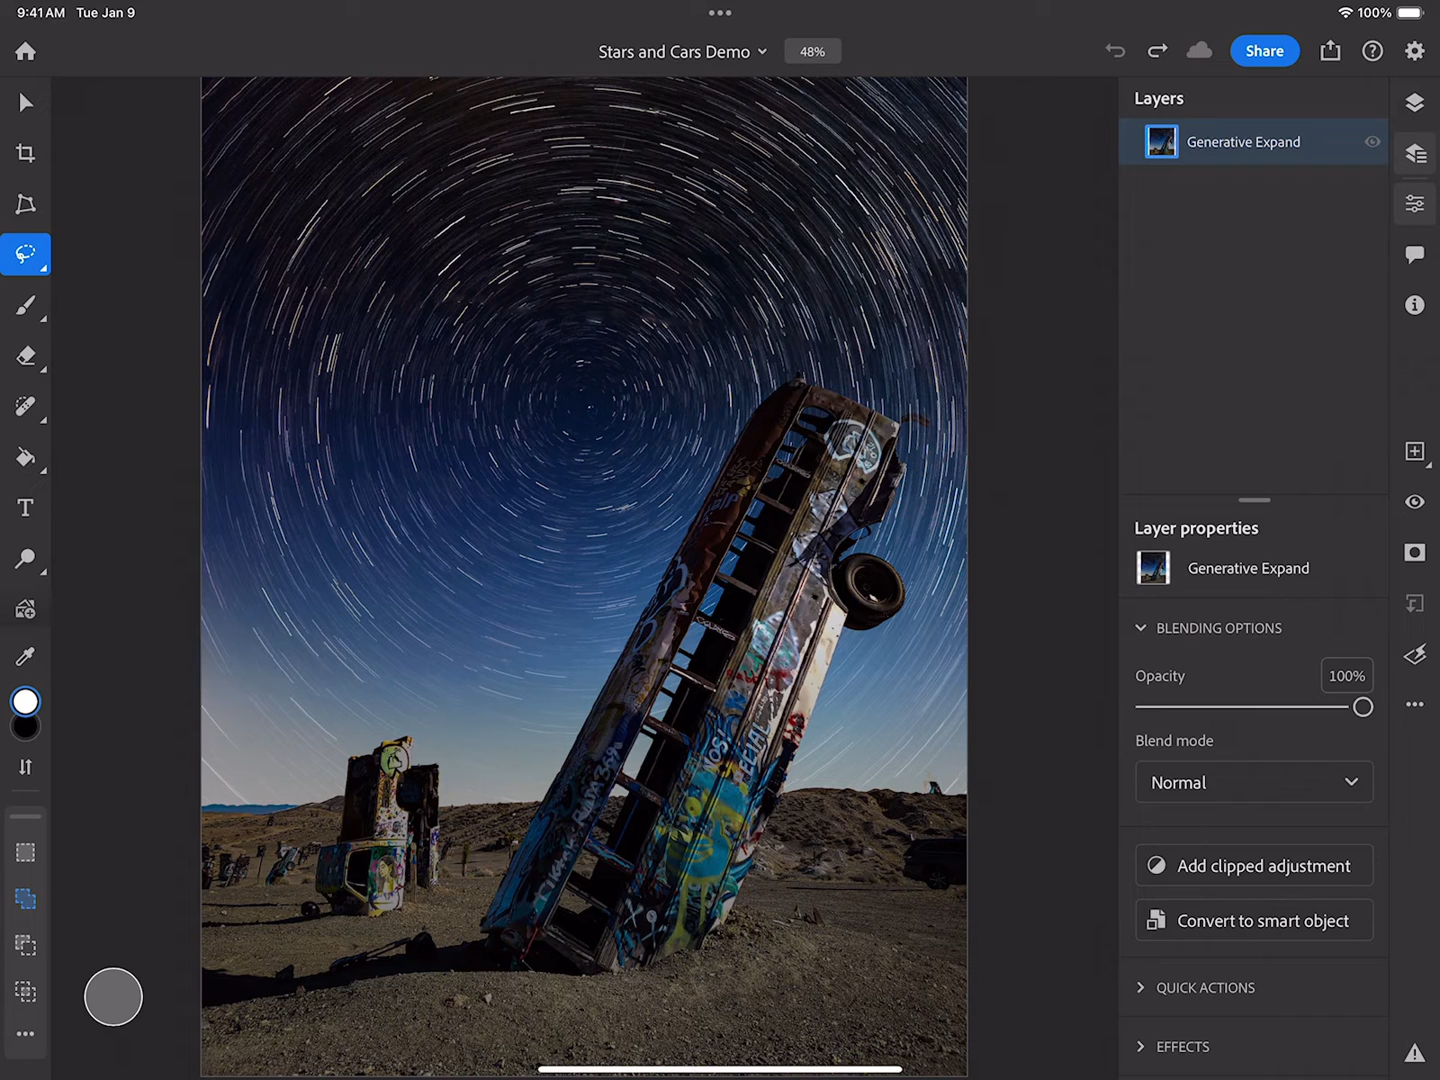 9:41 AM Tue Jan 9
100%
Stars and Cars Demo
48%
Share
Layers
Generative Expand
Layer properties
Generative Expand
BLENDING OPTIONS
Opacity
100%
Blend mode
Normal
Add clipped adjustment
Convert to smart object
QUICK ACTIONS
EFFECTS
T
NOS!